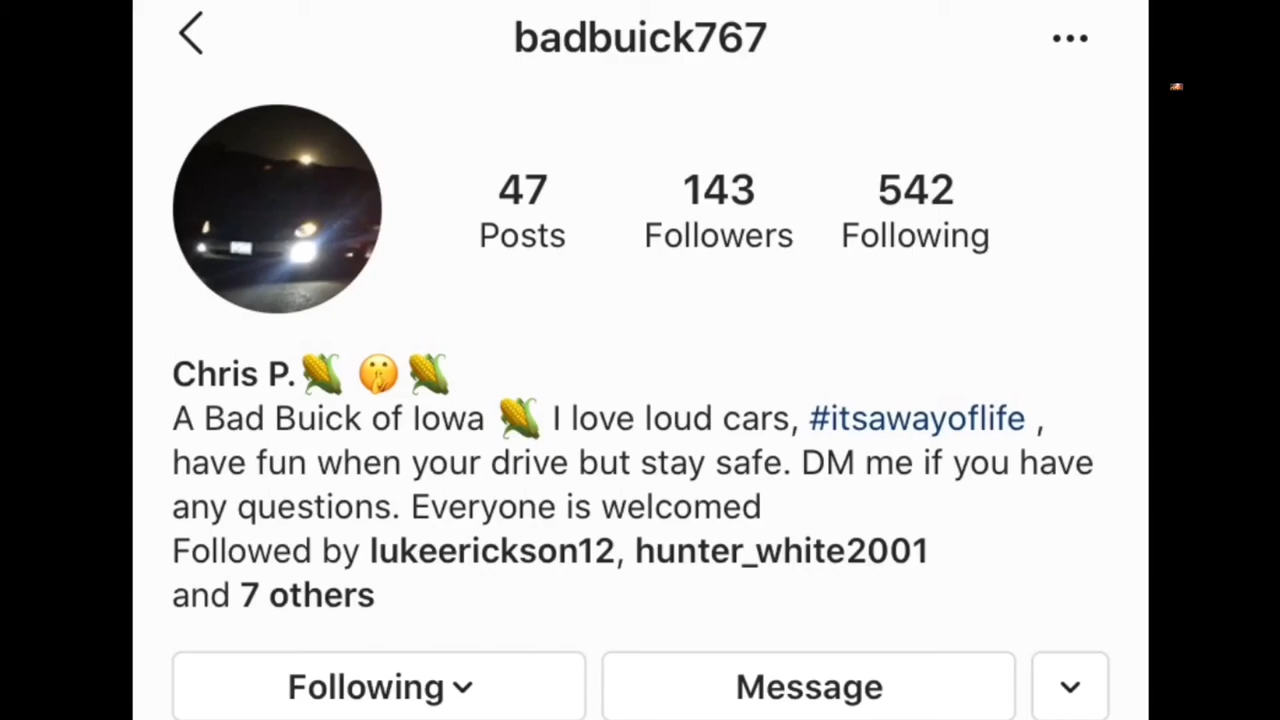 badbuick767
47 143 542
Posts Followers Following
Chris P.🌽 🤫 🌽
A Bad Buick of Iowa 🌽 I love loud cars, #itsawayoflife ,
have fun when your drive but stay safe. DM me if you have
any questions. Everyone is welcomed
Followed by lukeerickson12, hunter_white2001
and 7 others
Following Message